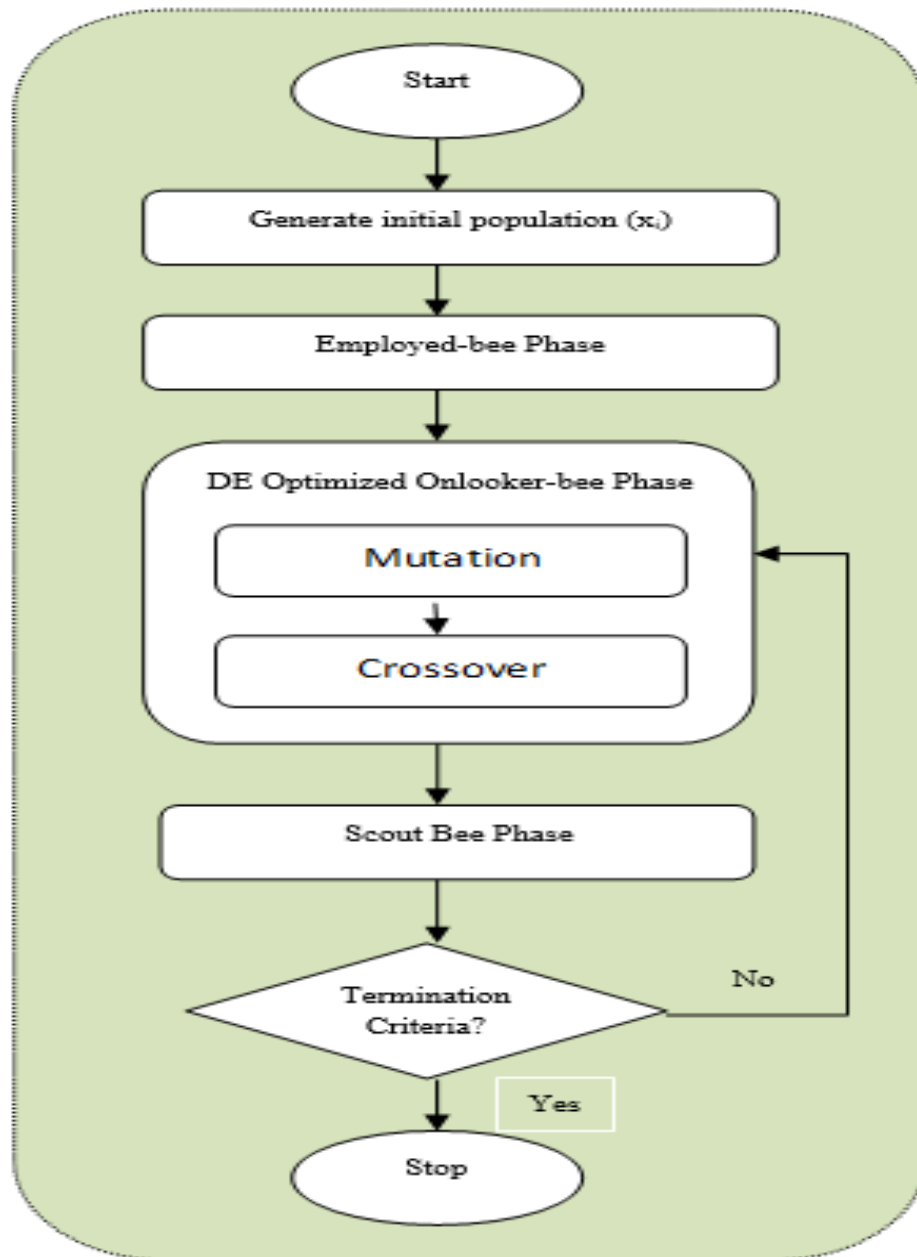 Start
Generate initial population (xᵢ)
Employed-bee Phase
DE Optimized Onlooker-bee Phase
Mutation
Crossover
Scout Bee Phase
Termination
Criteria?
No
Yes
Stop